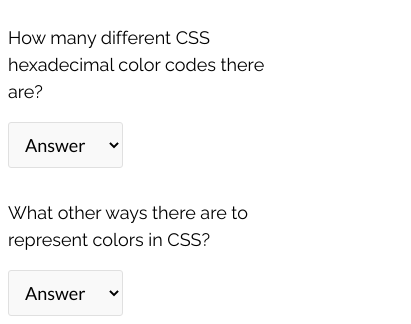 How many different CSS
hexadecimal color codes there
are?
Answer
What other ways there are to
represent colors in CSS?
Answer